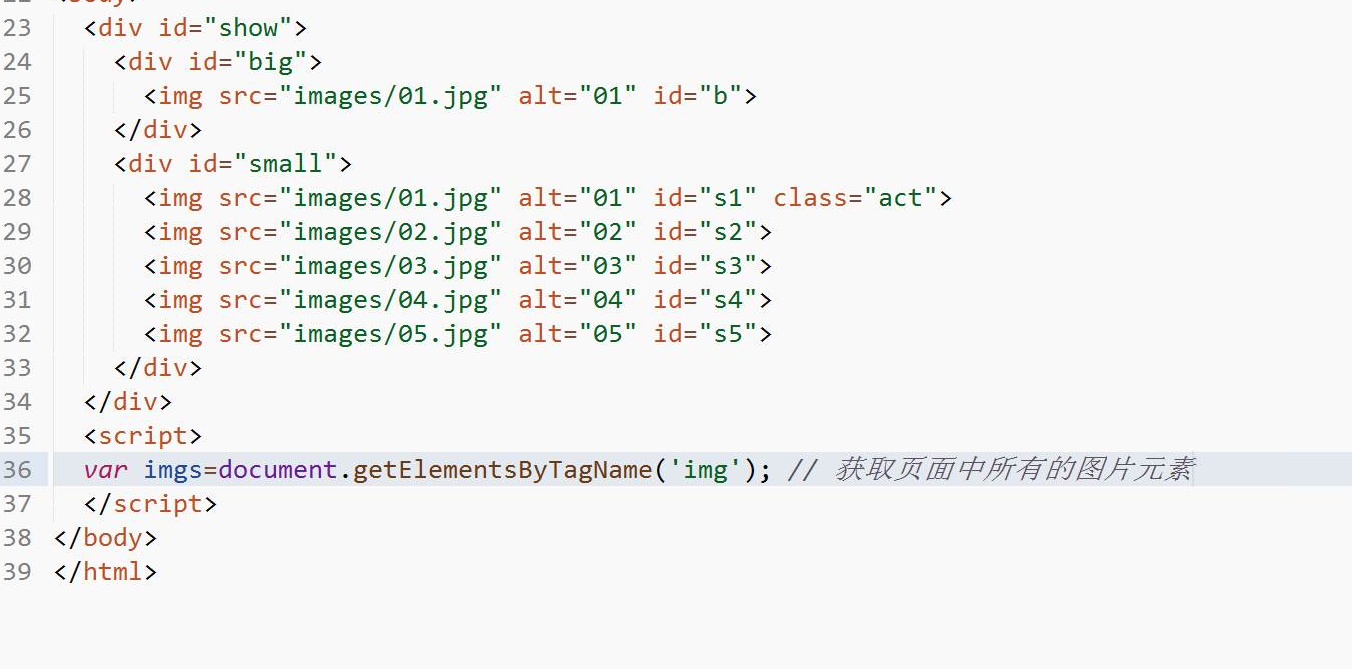 23 <div id="show">
24 <div id="big">
25 <img src="images/01.jpg" alt="01" id="b">
26 </div>
27 <div id="small">
28 <img src="images/01.jpg" alt="01" id="s1" class="act">
29 <img src="images/02.jpg" alt="02" id="s2">
30 <img src="images/03.jpg" alt="03" id="s3">
31 <img src="images/04.jpg" alt="04" id="s4">
32 <img src="images/05.jpg" alt="05" id="s5">
33 </div>
34 </div>
35 <script>
36 var imgs=document.getElementsByTagName('img'); // 获取页面中所有的图片元素
37 </script>
38 </body>
39 </html>